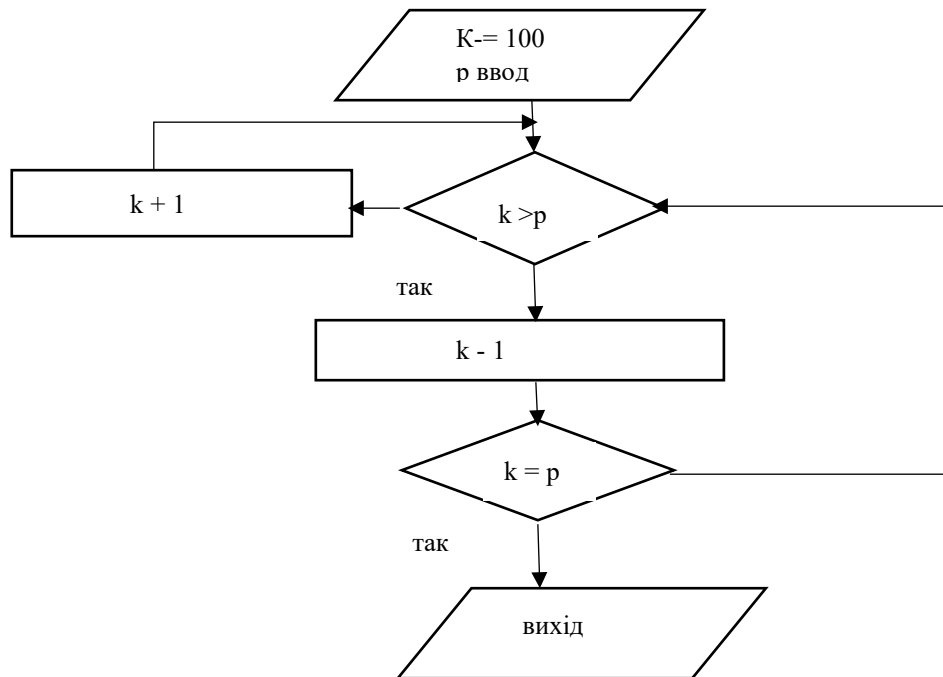 К-= 100
р ввод
k >p
k + 1
так
k - 1
k = p
так
вихід